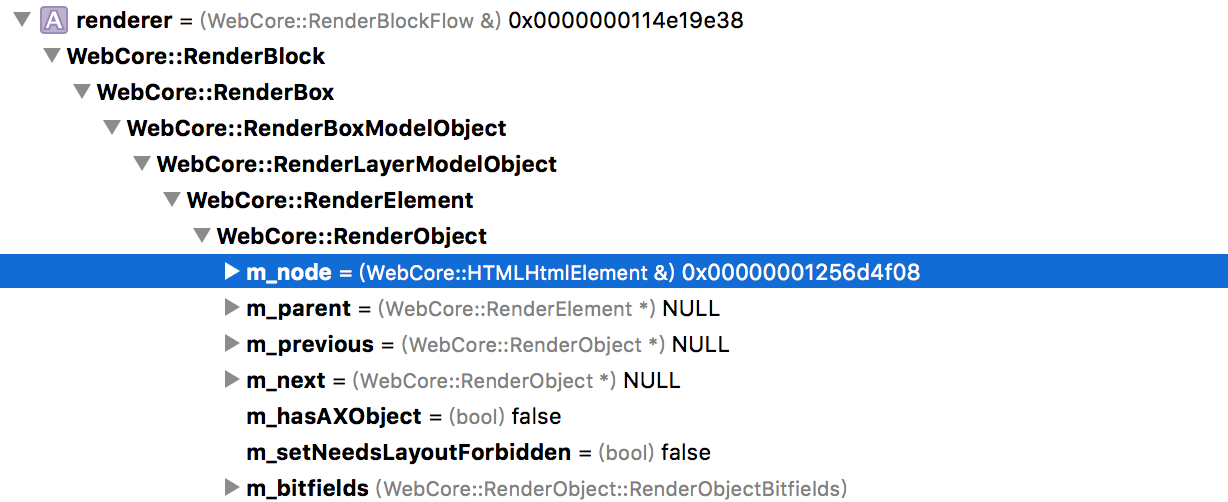 A renderer = (WebCore::RenderBlockFlow &) 0x0000000114e19e38
WebCore::RenderBlock
WebCore::RenderBox
WebCore::RenderBoxModelObject
WebCore::RenderLayerModelObject
WebCore::RenderElement
WebCore::RenderObject
m_node = (WebCore::HTMLHtmlElement &) 0x00000001256d4f08
m_parent = (WebCore::RenderElement *) NULL
m_previous = (WebCore::RenderObject *) NULL
m_next = (WebCore::RenderObject *) NULL
m_hasAXObject = (bool) false
m_setNeedsLayoutForbidden = (bool) false
m_bitfields (WebCore::RenderObject::RenderObjectBitfields)